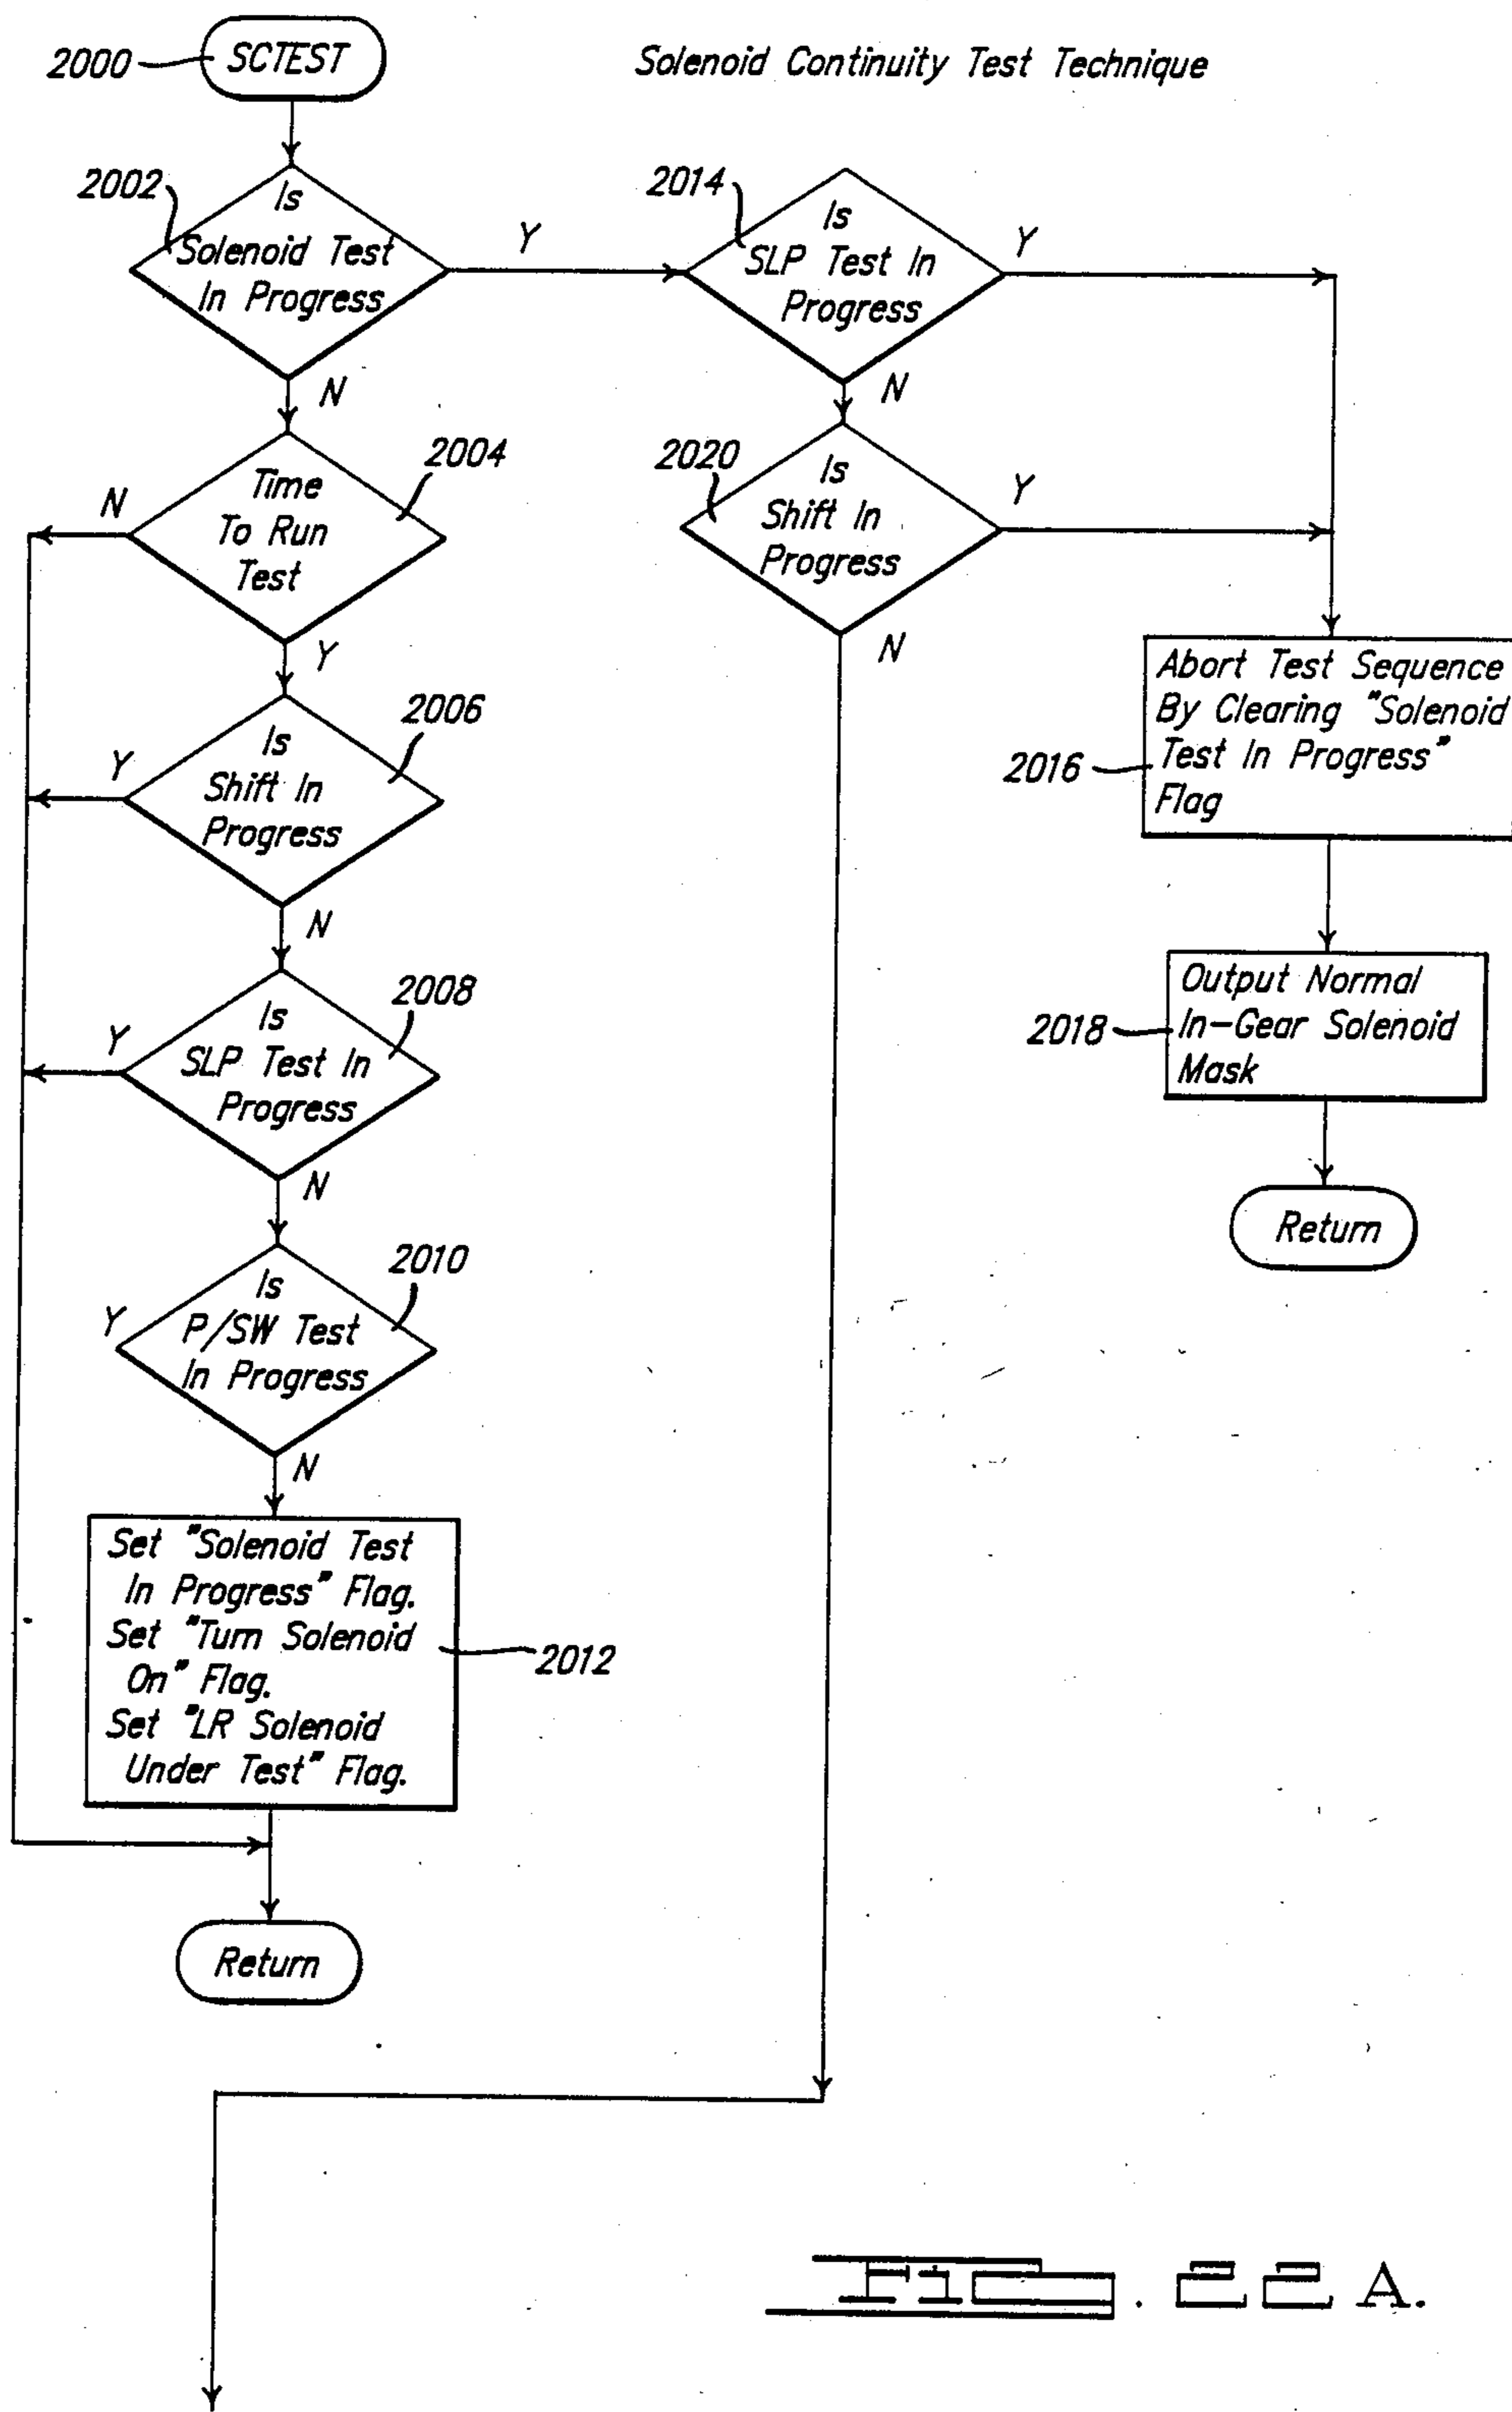 2000
SCTEST
Solenoid Continuity Test Technique
2002
Is
Solenoid Test
In Progress
Y
N
2014
Is
SLP Test In
Progress
Y
N
2004
Time
To Run
Test
N
Y
2020
Is
Shift In
Progress
Y
N
2006
Is
Shift In
Progress
Y
N
2016
Abort Test Sequence
By Clearing "Solenoid
Test In Progress"
Flag
2008
Is
SLP Test In
Progress
Y
N
2018
Output Normal
In-Gear Solenoid
Mask
Return
2010
Is
P/SW Test
In Progress
Y
N
Set "Solenoid Test
In Progress" Flag.
Set "Turn Solenoid
On" Flag.
Set "LR Solenoid
Under Test" Flag.
2012
Return
FIG. 22A.